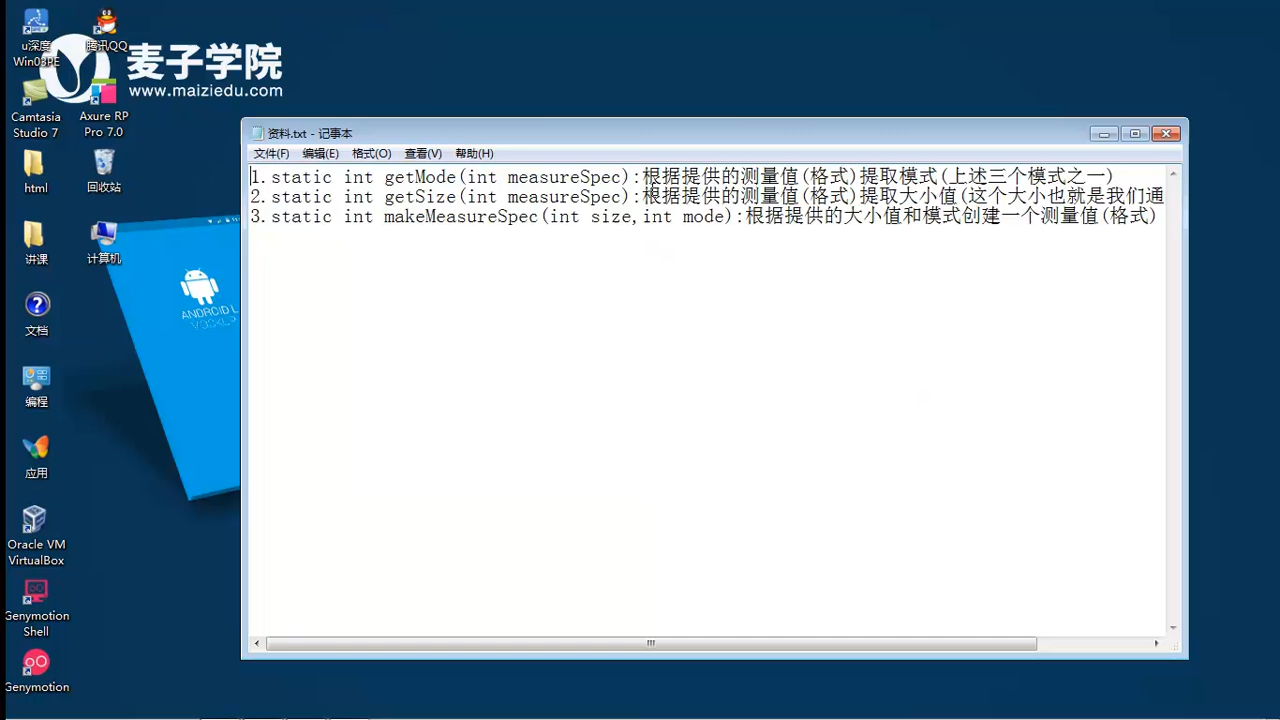 u深度
Win03PE
腾讯QQ
麦子学院
www.maiziedu.com
Camtasia
Studio 7
Axure RP
Pro 7.0
html
回收站
讲课
计算机
ANDROID L
文档
编程
应用
Oracle VM
VirtualBox
Genymotion
Shell
Genymotion
资料.txt - 记事本
文件(F) 编辑(E) 格式(O) 查看(V) 帮助(H)
1.static int getMode(int measureSpec):根据提供的测量值(格式)提取模式(上述三个模式之一)
2.static int getSize(int measureSpec):根据提供的测量值(格式)提取大小值(这个大小也就是我们通
3.static int makeMeasureSpec(int size,int mode):根据提供的大小值和模式创建一个测量值(格式)